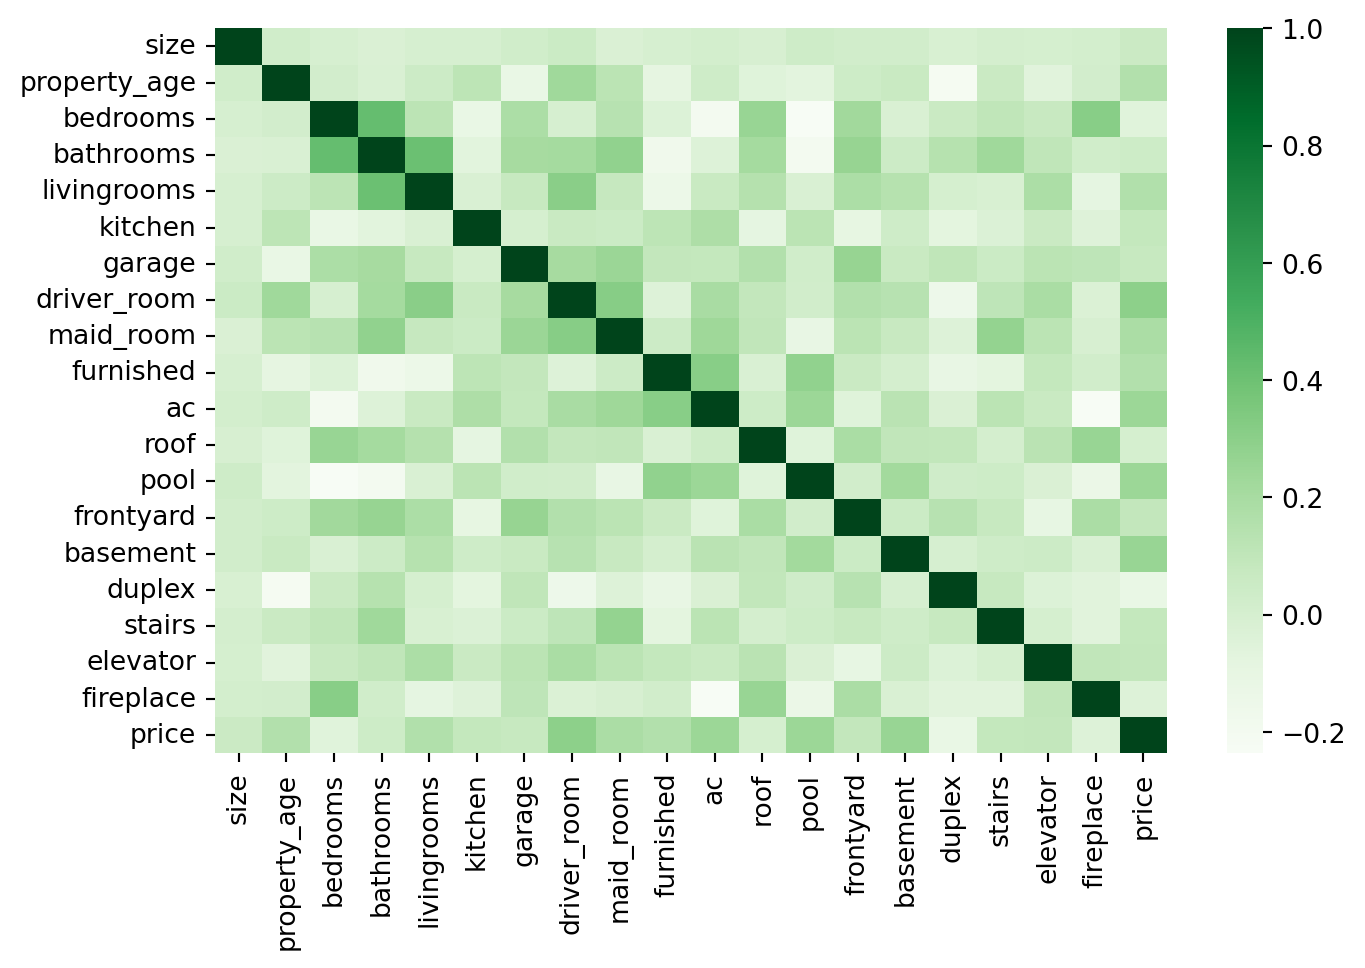 size
property_age
bedrooms
bathrooms
livingrooms
kitchen
garage
driver_room
maid_room
furnished
ac
roof
pool
frontyard
basement
duplex
stairs
elevator
fireplace
price
size
property_age
bedrooms
bathrooms
livingrooms
kitchen
garage
driver_room
maid_room
furnished
ac
roof
pool
frontyard
basement
duplex
stairs
elevator
fireplace
price
1.0
0.8
0.6
0.4
0.2
0.0
−0.2